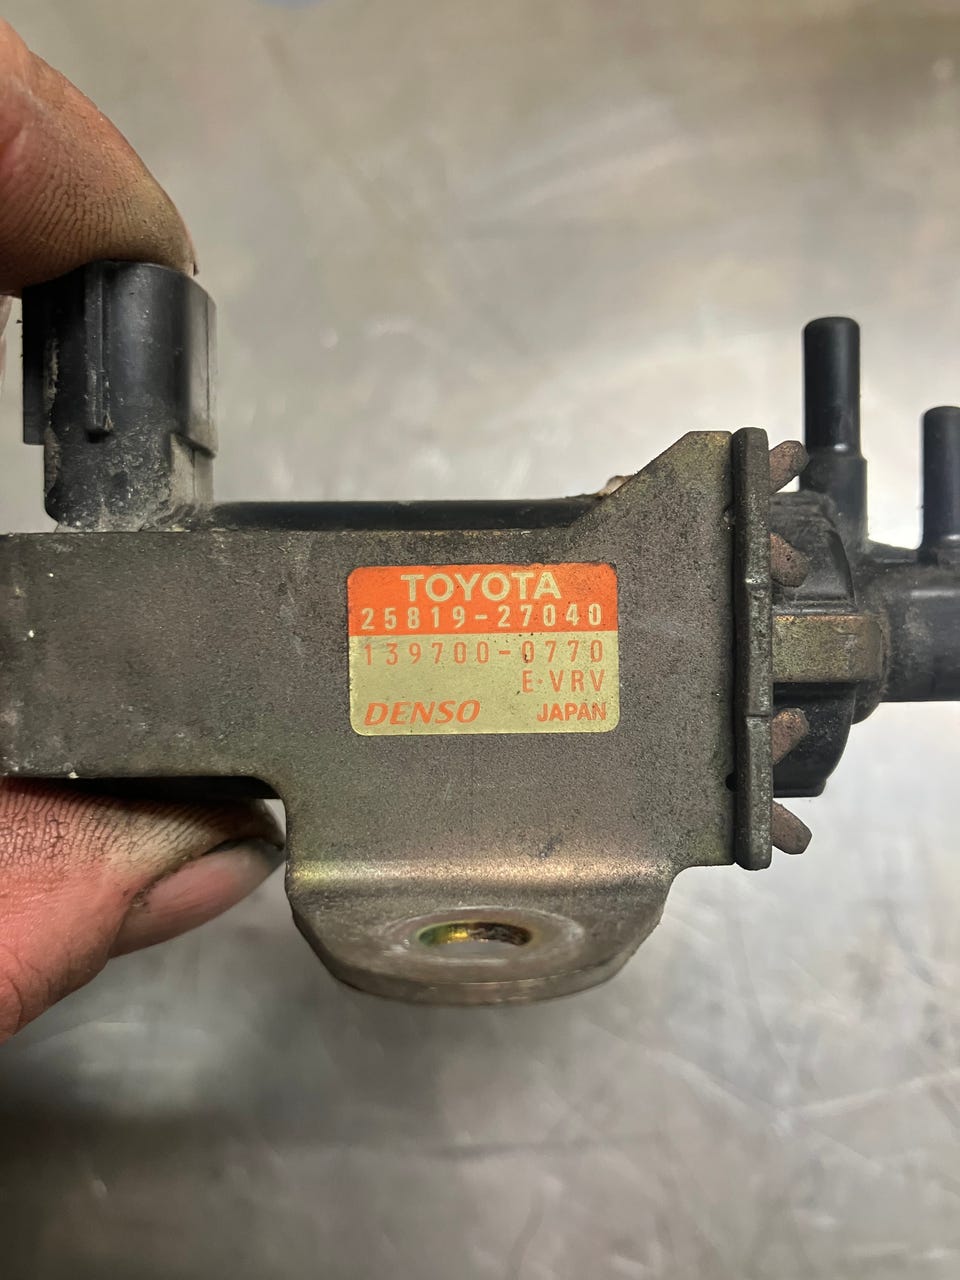 TOYOTA
25819-27040
139700-0770
E·VRV
DENSO JAPAN